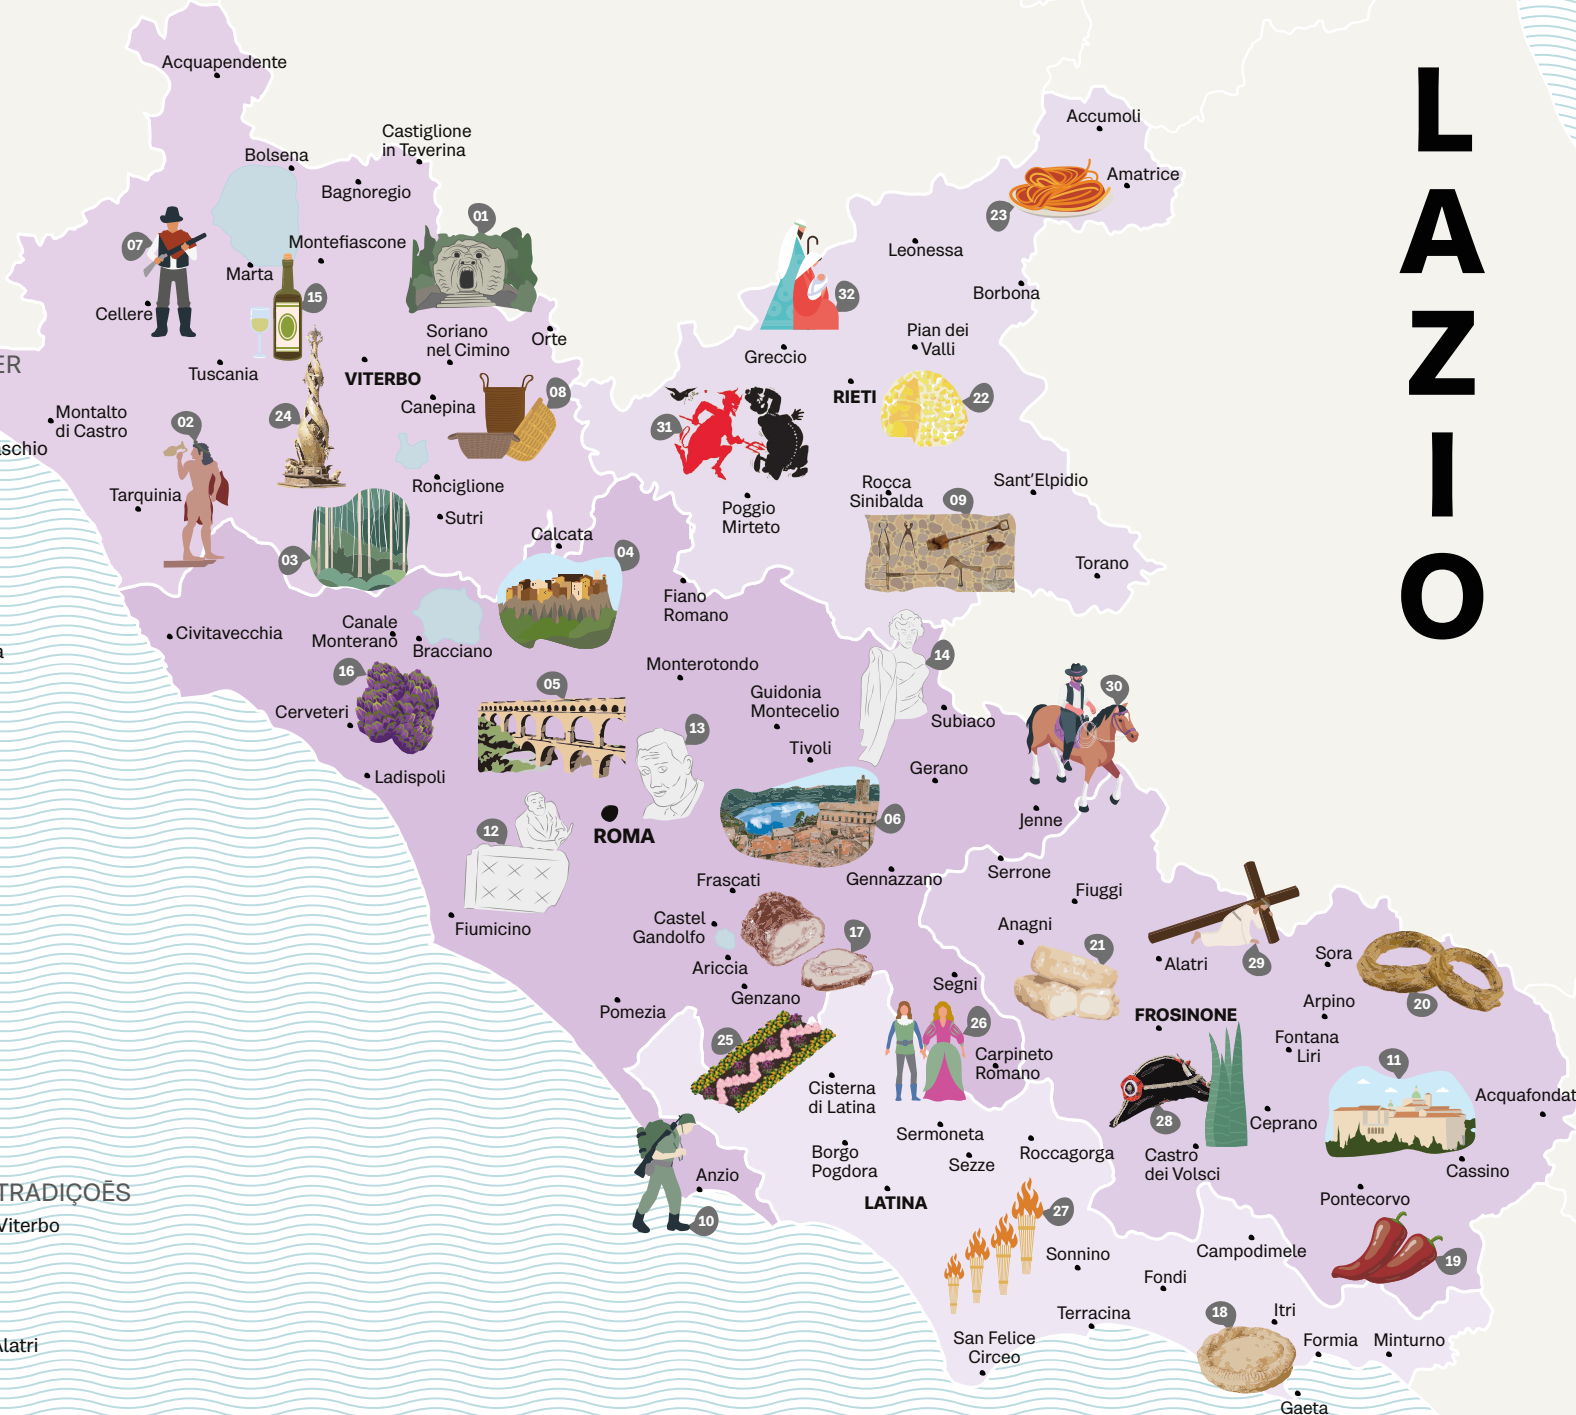 LAZIO
Acquapendente
Castiglione
in Teverina
Bolsena
Bagnoregio
01
07
Montefiascone
Marta
15
Cellere
Soriano
nel Cimino
Orte
ER
Tuscania
VITERBO
08
Canepina
Montalto
di Castro
24
02
schio
Tarquinia
Ronciglione
Sutri
03
Calcata
04
Accumoli
Amatrice
23
Leonessa
32
Borbona
Pian dei
Valli
Greccio
RIETI
22
31
Rocca
Sinibalda
Sant'Elpidio
09
Poggio
Mirteto
Torano
Fiano
Romano
Civitavecchia
Canale
Monterano
Bracciano
a
16
Monterotondo
14
Cerveteri
05
Guidonia
Montecelio
30
13
Subiaco
Tivoli
Ladispoli
Gerano
06
Jenne
12
ROMA
Frascati
Gennazzano
Serrone
Fiuggi
Castel
Gandolfo
17
Anagni
Fiumicino
21
29
Alatri
Sora
Ariccia
Segni
Genzano
20
Arpino
Pomezia
26
FROSINONE
25
Fontana
Liri
Carpineto
Romano
11
Cisterna
di Latina
Acquafondat
28
Ceprano
Sermoneta
Borgo
Pogdora
Sezze
Roccagorga
Castro
dei Volsci
Cassino
Anzio
LATINA
Pontecorvo
TRADIÇOẼS
10
27
Viterbo
Sonnino
Campodimele
19
Fondi
18
Itri
Terracina
San Felice
Circeo
Formia
Minturno
Alatri
Gaeta